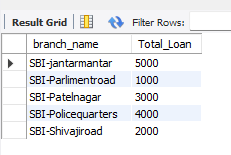 Result Grid Filter Rows:
branch_name Total_Loan
SBI-jantarmantar 5000
SBI-Parlimentroad 1000
SBI-Patelnagar 3000
SBI-Policequarters 4000
SBI-Shivajiroad 2000